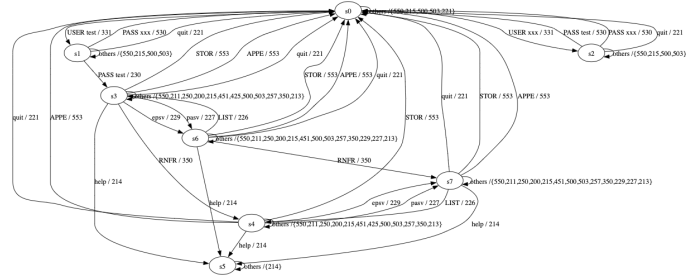 s0
others / {550,215,500,503,221}
USER test / 331
PASS xxx / 530
quit / 221
STOR / 553
APPE / 553
quit / 221
quit / 221
STOR / 553
APPE / 553
USER xxx / 331
PASS test / 530
PASS xxx / 530
quit / 221
s1
others / {550,215,500,503}
s2
others / {550,215,500,503}
PASS test / 230
STOR / 553
APPE / 553
quit / 221
s3
others / {550,211,250,200,215,451,425,500,503,257,350,213}
epsv / 229
pasv / 227
LIST / 226
quit / 221
APPE / 553
STOR / 553
s6
others / {550,211,250,200,215,451,500,503,257,350,229,227,213}
RNFR / 350
RNFR / 350
help / 214
help / 214
s7
others / {550,211,250,200,215,451,500,503,257,350,229,227,213}
epsv / 229
pasv / 227
LIST / 226
help / 214
s4
others / {550,211,250,200,215,451,425,500,503,257,350,213}
help / 214
s5
others / {214}